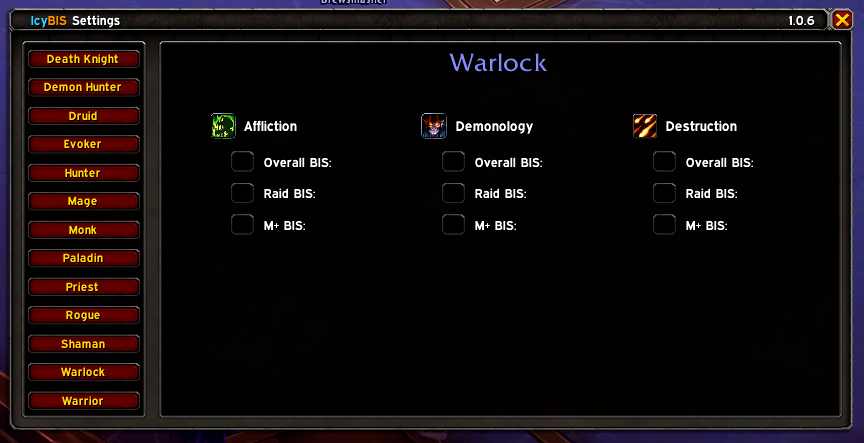 Brewsmasher
IcyBIS Settings 1.0.6
Death Knight
Demon Hunter
Druid
Evoker
Hunter
Mage
Monk
Paladin
Priest
Rogue
Shaman
Warlock
Warrior
Warlock
Affliction
Overall BIS:
Raid BIS:
M+ BIS:
Demonology
Overall BIS:
Raid BIS:
M+ BIS:
Destruction
Overall BIS:
Raid BIS:
M+ BIS: